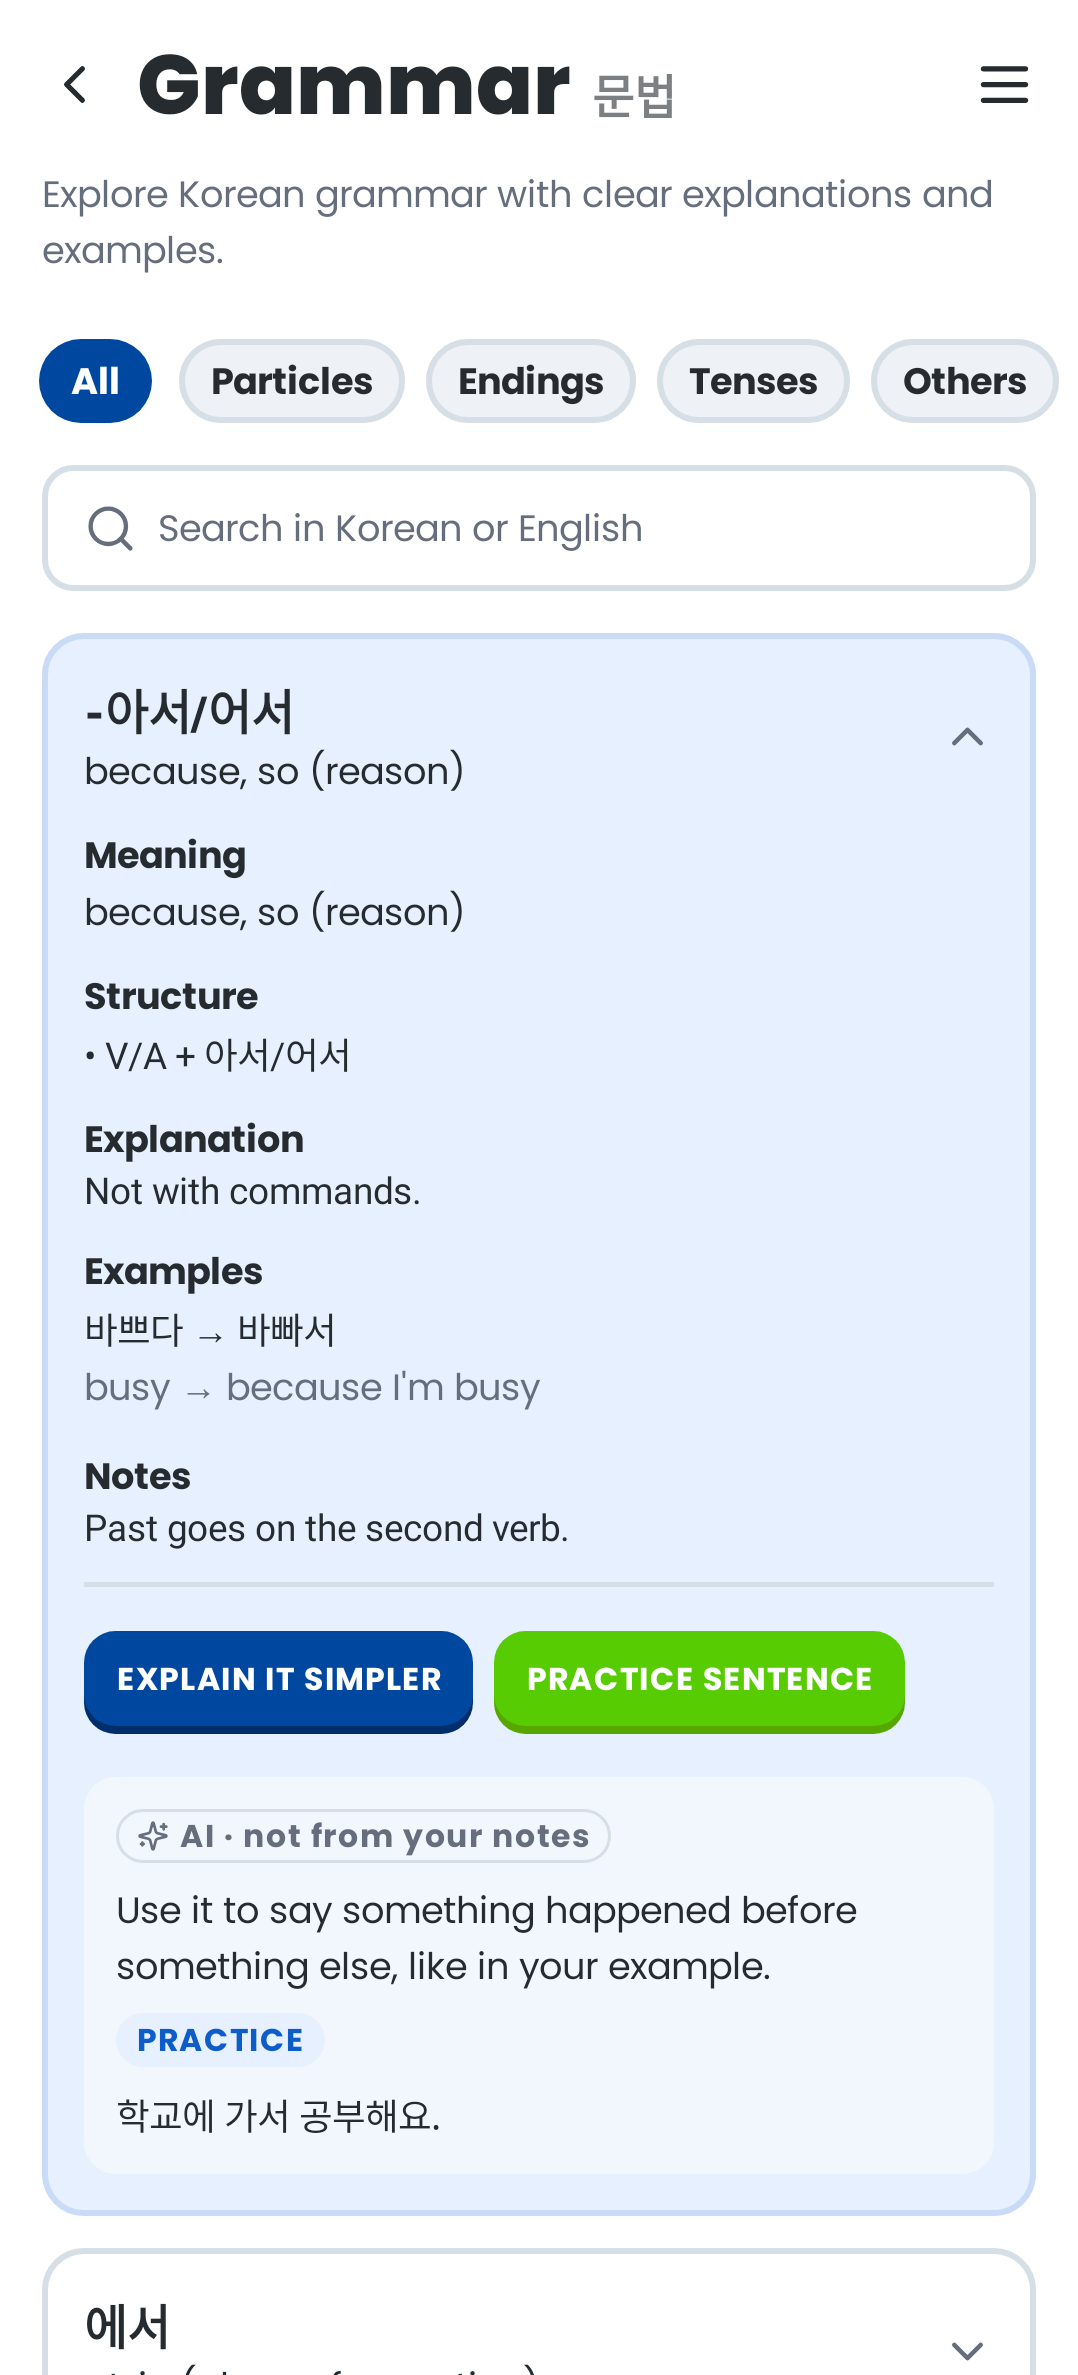 Grammar 문법
Explore Korean grammar with clear explanations and
examples.
All Particles Endings Tenses Others
Search in Korean or English
-아서/어서
because, so (reason)
Meaning
because, so (reason)
Structure
• V/A + 아서/어서
Explanation
Not with commands.
Examples
바쁘다 → 바빠서
busy → because I'm busy
Notes
Past goes on the second verb.
EXPLAIN IT SIMPLER PRACTICE SENTENCE
AI · not from your notes
Use it to say something happened before
something else, like in your example.
PRACTICE
학교에 가서 공부해요.
에서